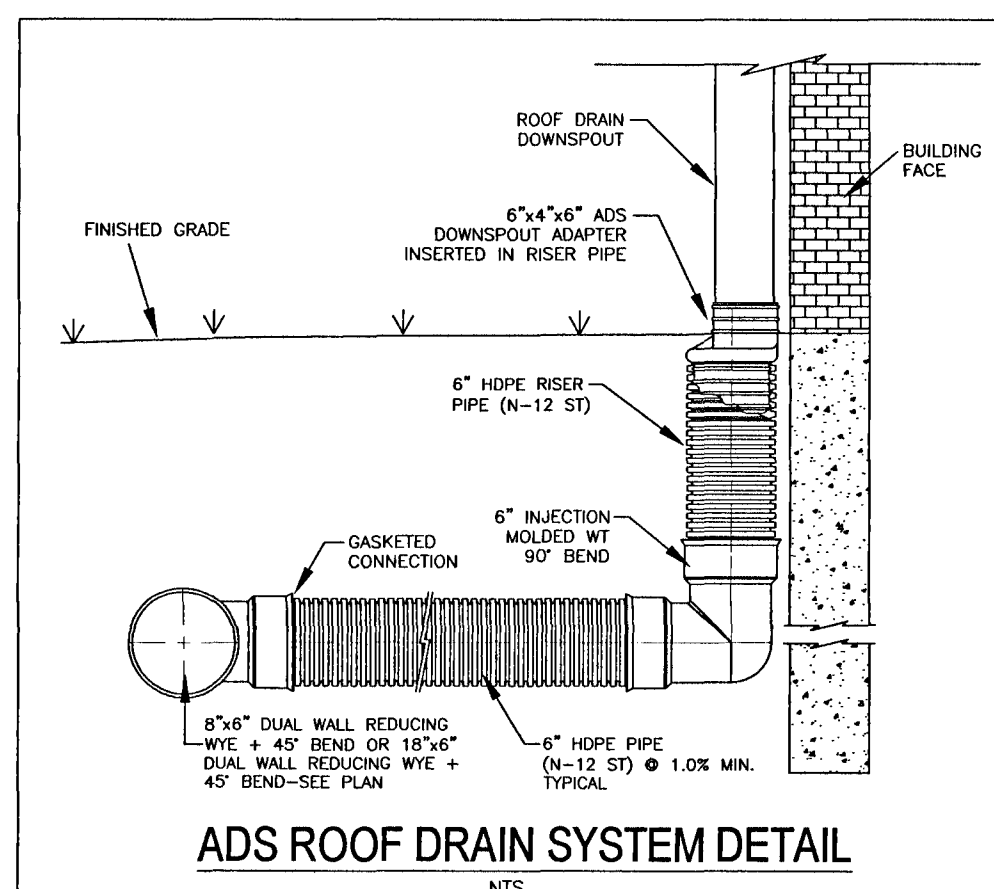 ROOF DRAIN
DOWNSPOUT
BUILDING
FACE
6"x4"x6" ADS
DOWNSPOUT ADAPTER
INSERTED IN RISER PIPE
FINISHED GRADE
6" HDPE RISER
PIPE (N-12 ST)
6" INJECTION
MOLDED WT
90° BEND
GASKETED
CONNECTION
8"x6" DUAL WALL REDUCING
WYE + 45° BEND OR 18"x6"
DUAL WALL REDUCING WYE +
45° BEND-SEE PLAN
6" HDPE PIPE
(N-12 ST) @ 1.0% MIN.
TYPICAL
ADS ROOF DRAIN SYSTEM DETAIL
NTS